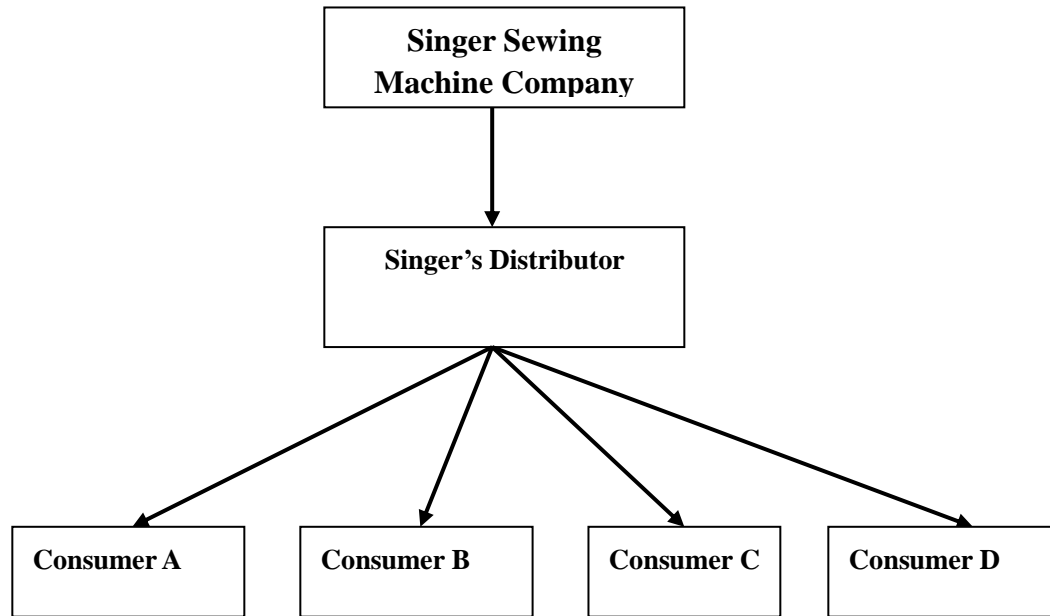 Singer Sewing
Machine Company
Singer’s Distributor
Consumer A
Consumer B
Consumer C
Consumer D